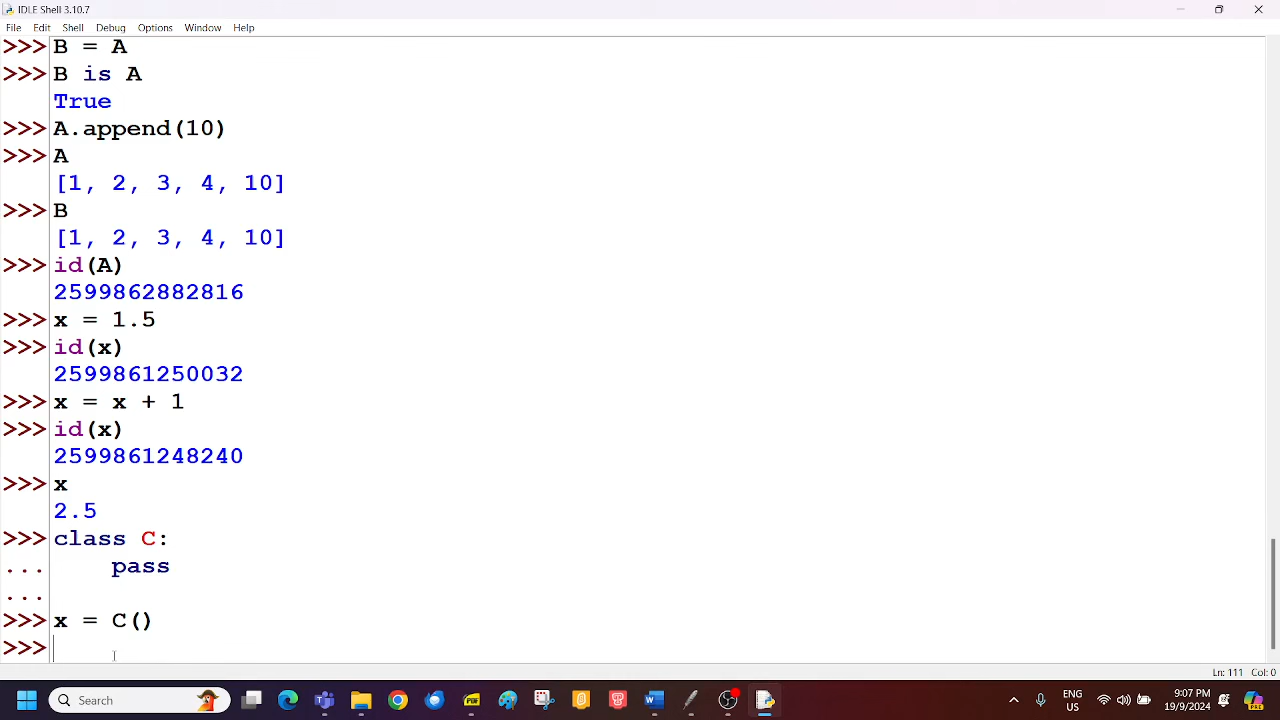 IDLE Shell 3.10.7
File Edit Shell Debug Options Window Help
>>> B = A
>>> B is A
True
>>> A.append(10)
>>> A
[1, 2, 3, 4, 10]
>>> B
[1, 2, 3, 4, 10]
>>> id(A)
2599862882816
>>> x = 1.5
>>> id(x)
2599861250032
>>> x = x + 1
>>> id(x)
2599861248240
>>> x
2.5
>>> class C:
...     pass
...
>>> x = C()
>>>
Ln: 111 Col: 0
Search
ENG
US
9:07 PM
19/9/2024